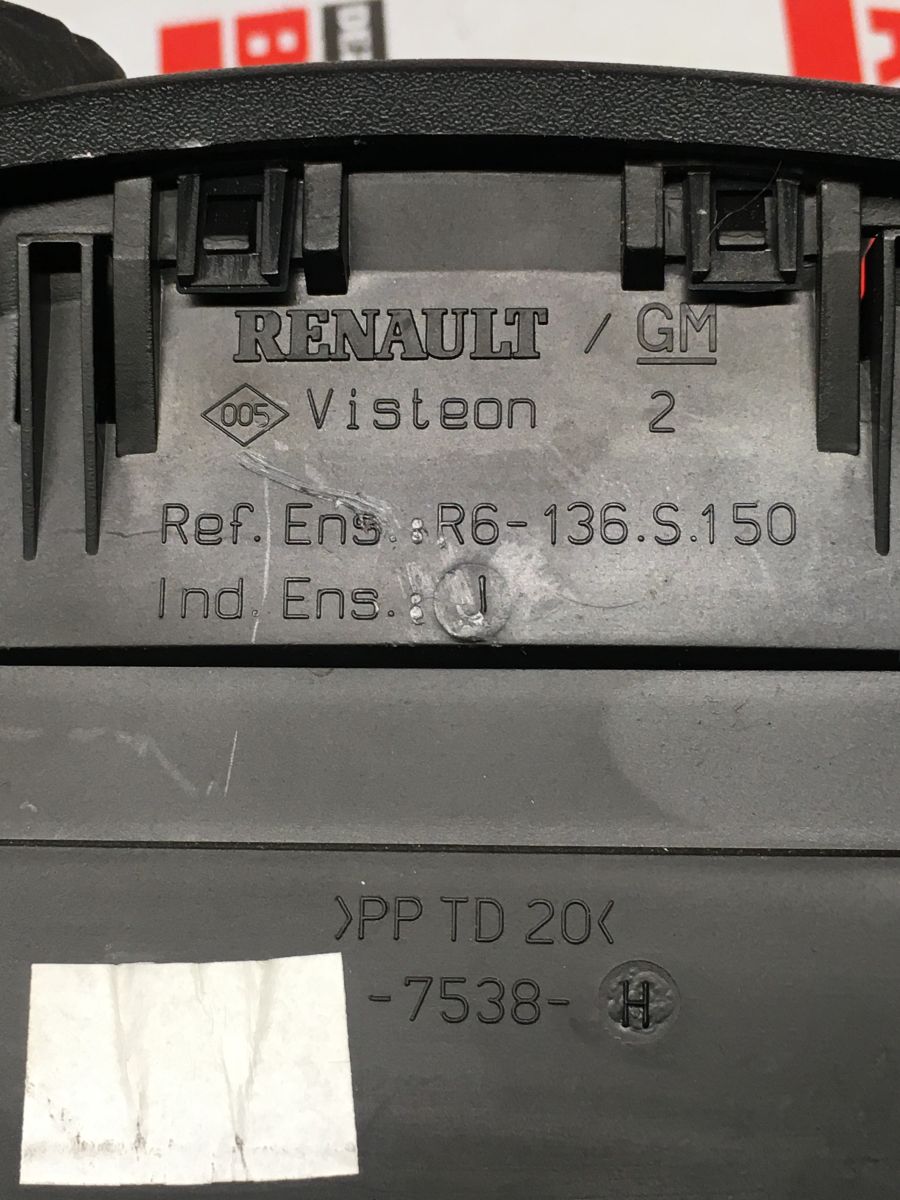 RENAULT / GM
005 Visteon 2
Ref. Ens.:R6-136.S.150
Ind. Ens.: J
>PP TD 20<
-7538- H